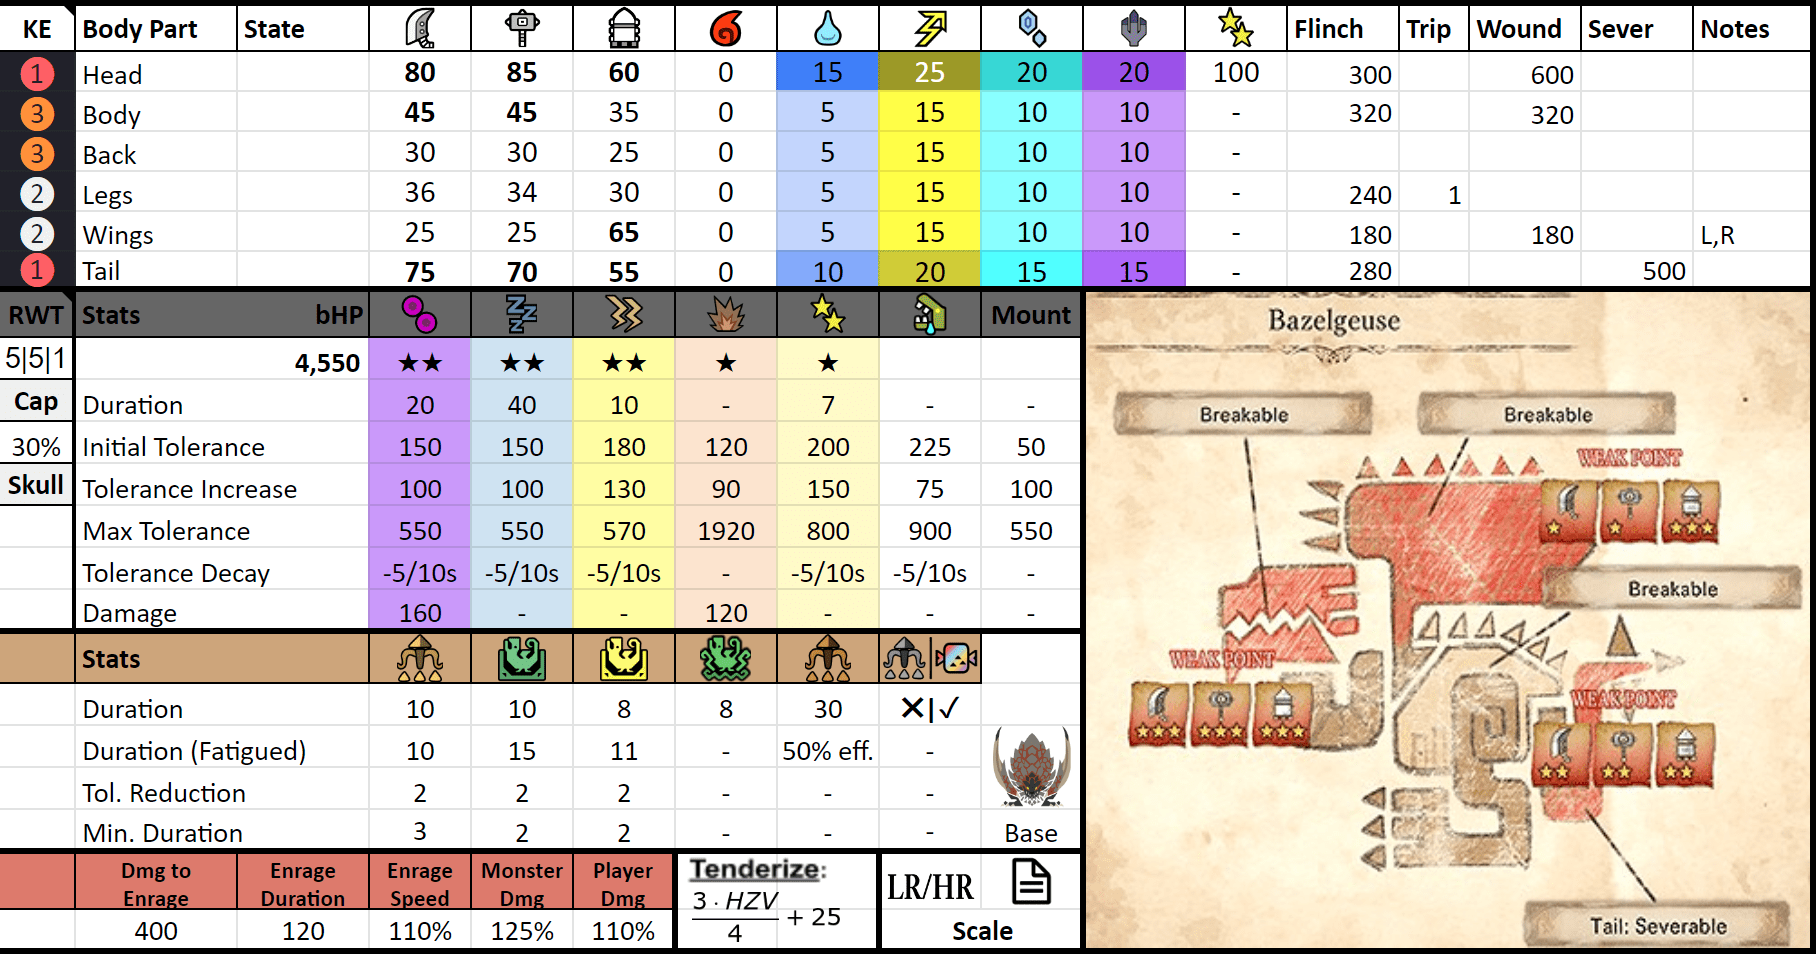 KE Body Part State Flinch Trip Wound Sever Notes
1 Head 80 85 60 0 15 25 20 20 100 300 600
3 Body 45 45 35 0 5 15 10 10 - 320 320
3 Back 30 30 25 0 5 15 10 10 -
2 Legs 36 34 30 0 5 15 10 10 - 240 1
2 Wings 25 25 65 0 5 15 10 10 - 180 180 L,R
1 Tail 75 70 55 0 10 20 15 15 - 280 500
RWT Stats bHP Mount
5|5|1 4,550 ★★ ★★ ★★ ★ ★
Cap Duration 20 40 10 - 7 - -
30% Initial Tolerance 150 150 180 120 200 225 50
Skull Tolerance Increase 100 100 130 90 150 75 100
Max Tolerance 550 550 570 1920 800 900 550
Tolerance Decay -5/10s -5/10s -5/10s - -5/10s -5/10s -
Damage 160 - - 120 - - -
Stats
Duration 10 10 8 8 30 ✕|✓
Duration (Fatigued) 10 15 11 - 50% eff. -
Tol. Reduction 2 2 2 - - -
Min. Duration 3 2 2 - - - Base
Dmg to Enrage Enrage Duration Enrage Speed Monster Dmg Player Dmg
400 120 110% 125% 110%
Tenderize:
3 · HZV
4
+ 25
LR/HR
Scale
Bazelgeuse
Breakable Breakable
WEAK POINT
★ ★ ★★★
Breakable
WEAK POINT
★★★ ★★★ ★★★
WEAK POINT
★★ ★★ ★★
Tail: Severable